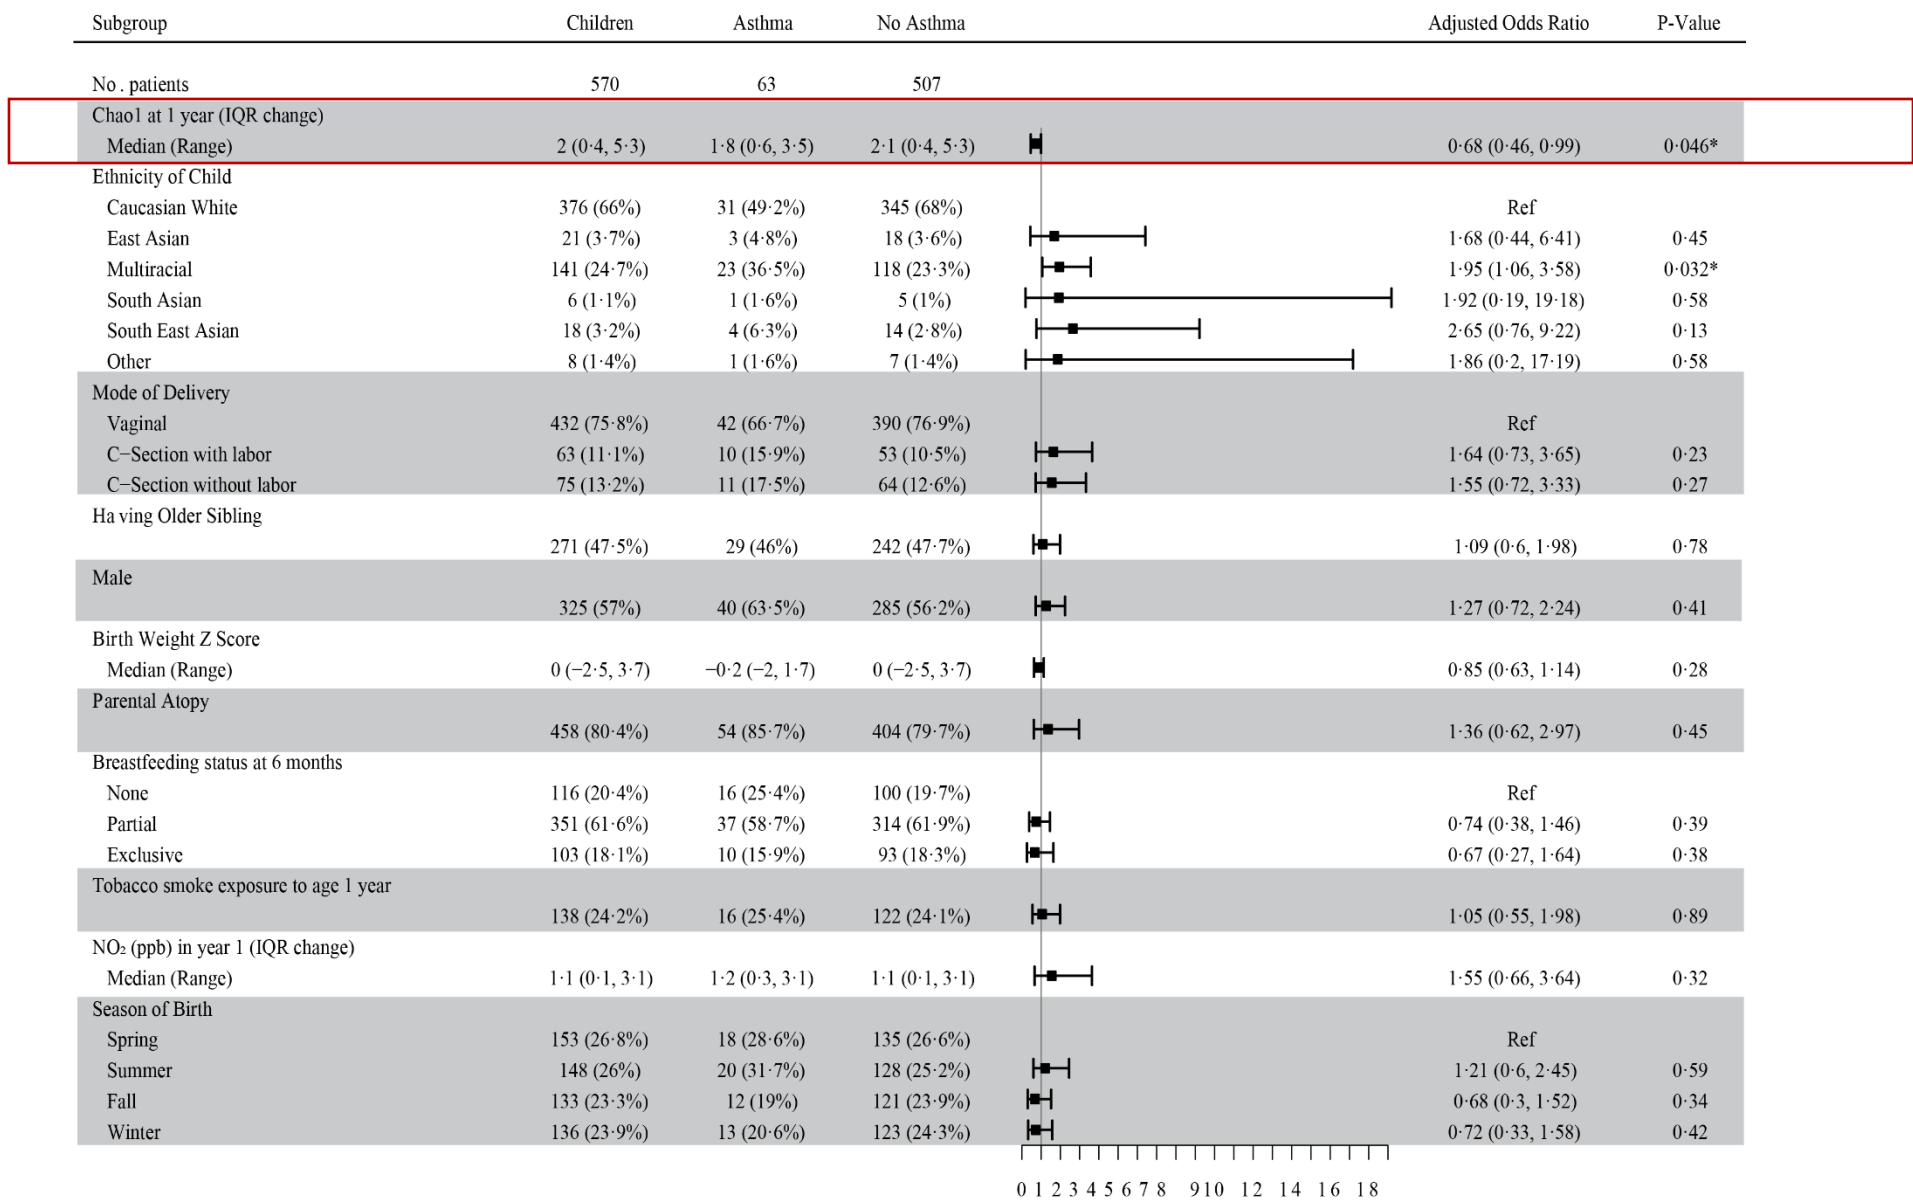 Subgroup Children Asthma No Asthma Adjusted Odds Ratio P-Value
No . patients 570 63 507
Chao1 at 1 year (IQR change)
Median (Range) 2 (0·4, 5·3) 1·8 (0·6, 3·5) 2·1 (0·4, 5·3) 0·68 (0·46, 0·99) 0·046*
Ethnicity of Child
Caucasian White 376 (66%) 31 (49·2%) 345 (68%) Ref
East Asian 21 (3·7%) 3 (4·8%) 18 (3·6%) 1·68 (0·44, 6·41) 0·45
Multiracial 141 (24·7%) 23 (36·5%) 118 (23·3%) 1·95 (1·06, 3·58) 0·032*
South Asian 6 (1·1%) 1 (1·6%) 5 (1%) 1·92 (0·19, 19·18) 0·58
South East Asian 18 (3·2%) 4 (6·3%) 14 (2·8%) 2·65 (0·76, 9·22) 0·13
Other 8 (1·4%) 1 (1·6%) 7 (1·4%) 1·86 (0·2, 17·19) 0·58
Mode of Delivery
Vaginal 432 (75·8%) 42 (66·7%) 390 (76·9%) Ref
C−Section with labor 63 (11·1%) 10 (15·9%) 53 (10·5%) 1·64 (0·73, 3·65) 0·23
C−Section without labor 75 (13·2%) 11 (17·5%) 64 (12·6%) 1·55 (0·72, 3·33) 0·27
Ha ving Older Sibling
271 (47·5%) 29 (46%) 242 (47·7%) 1·09 (0·6, 1·98) 0·78
Male
325 (57%) 40 (63·5%) 285 (56·2%) 1·27 (0·72, 2·24) 0·41
Birth Weight Z Score
Median (Range) 0 (−2·5, 3·7) −0·2 (−2, 1·7) 0 (−2·5, 3·7) 0·85 (0·63, 1·14) 0·28
Parental Atopy
458 (80·4%) 54 (85·7%) 404 (79·7%) 1·36 (0·62, 2·97) 0·45
Breastfeeding status at 6 months
None 116 (20·4%) 16 (25·4%) 100 (19·7%) Ref
Partial 351 (61·6%) 37 (58·7%) 314 (61·9%) 0·74 (0·38, 1·46) 0·39
Exclusive 103 (18·1%) 10 (15·9%) 93 (18·3%) 0·67 (0·27, 1·64) 0·38
Tobacco smoke exposure to age 1 year
138 (24·2%) 16 (25·4%) 122 (24·1%) 1·05 (0·55, 1·98) 0·89
NO₂ (ppb) in year 1 (IQR change)
Median (Range) 1·1 (0·1, 3·1) 1·2 (0·3, 3·1) 1·1 (0·1, 3·1) 1·55 (0·66, 3·64) 0·32
Season of Birth
Spring 153 (26·8%) 18 (28·6%) 135 (26·6%) Ref
Summer 148 (26%) 20 (31·7%) 128 (25·2%) 1·21 (0·6, 2·45) 0·59
Fall 133 (23·3%) 12 (19%) 121 (23·9%) 0·68 (0·3, 1·52) 0·34
Winter 136 (23·9%) 13 (20·6%) 123 (24·3%) 0·72 (0·33, 1·58) 0·42
0 1 2 3 4 5 6 7 8 9 10 12 14 16 18